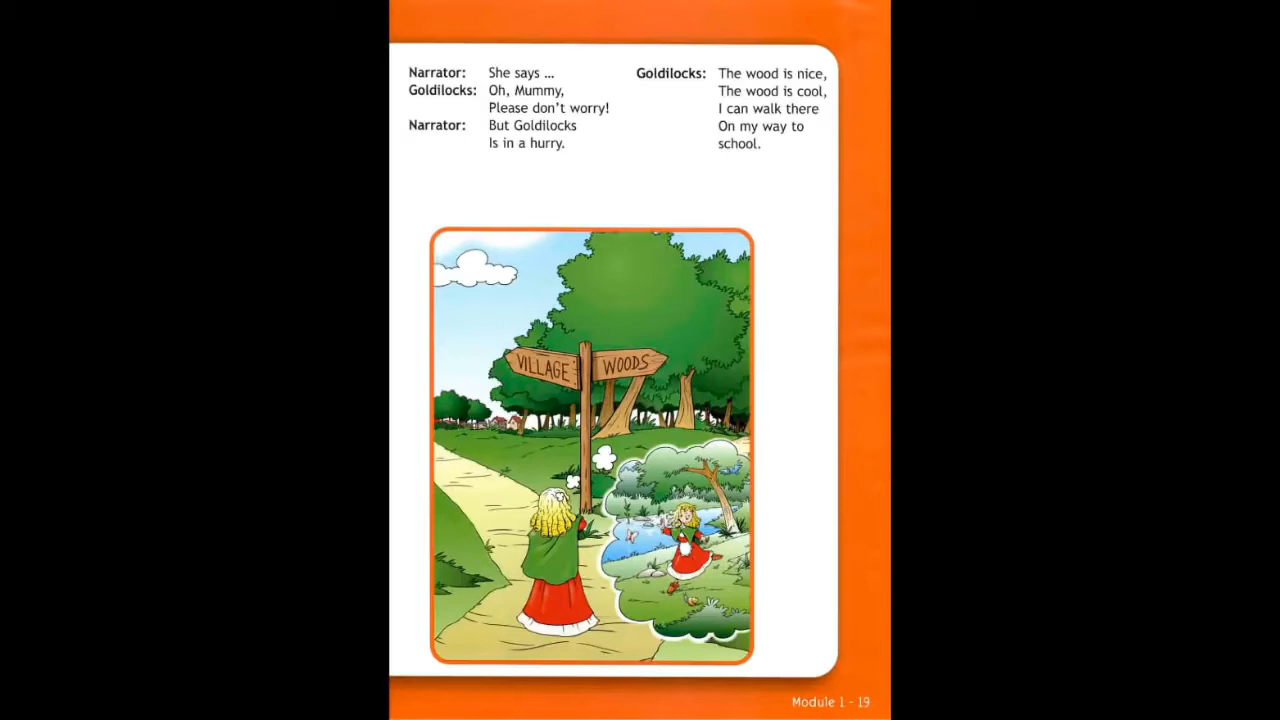 Narrator: She says ...
Goldilocks: Oh, Mummy,
Please don't worry!
Narrator: But Goldilocks
Is in a hurry.
Goldilocks: The wood is nice,
The wood is cool,
I can walk there
On my way to
school.
VILLAGE WOODS
Module 1 - 19